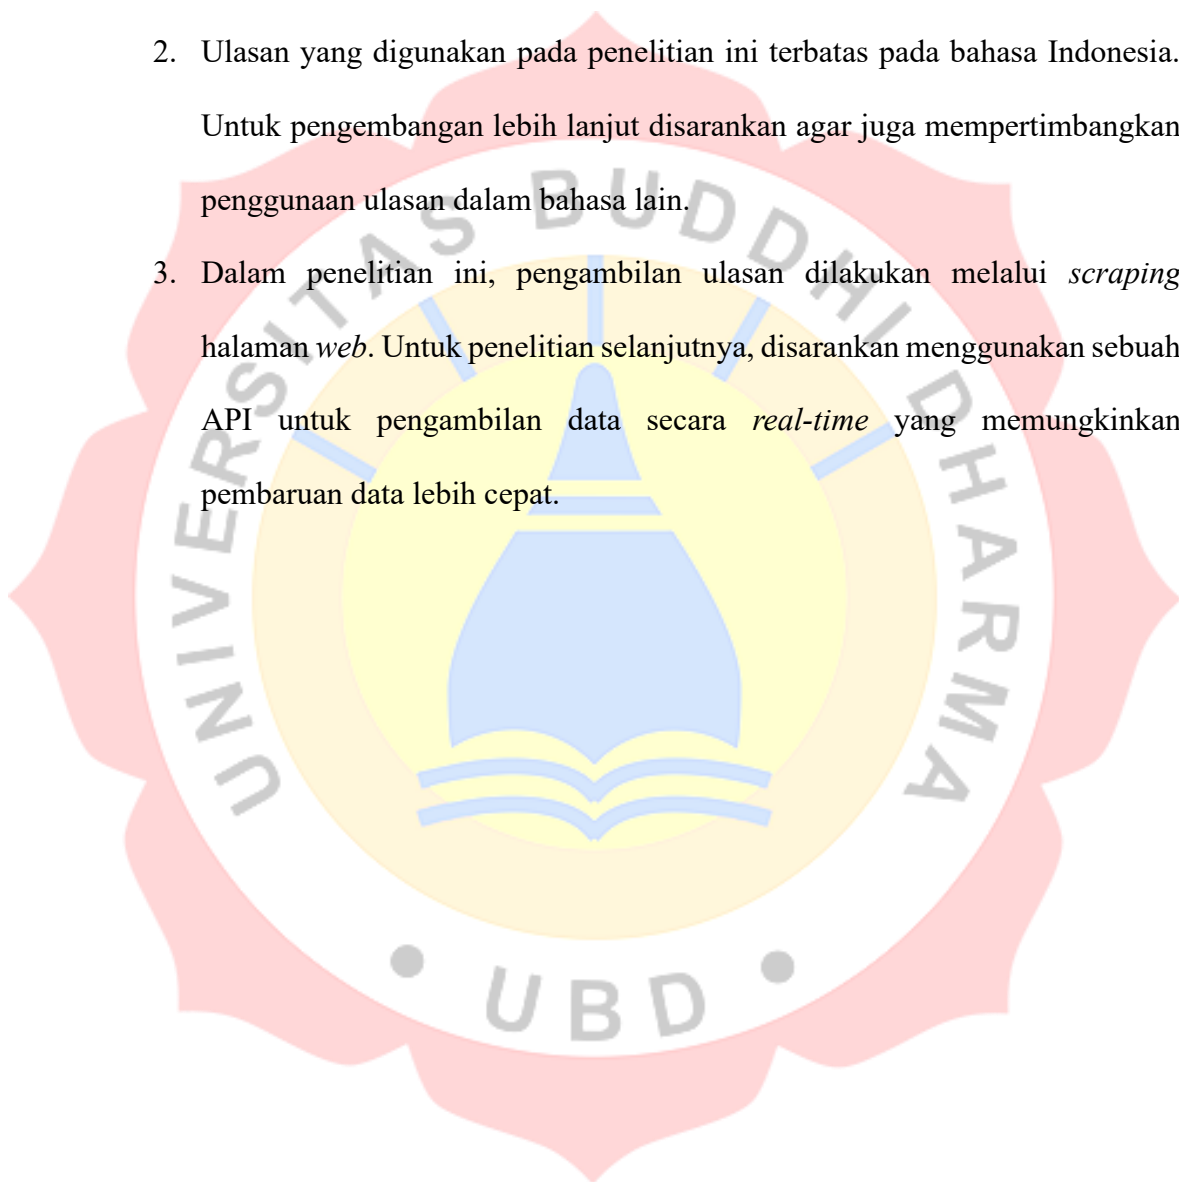 2. Ulasan yang digunakan pada penelitian ini terbatas pada bahasa Indonesia.
Untuk pengembangan lebih lanjut disarankan agar juga mempertimbangkan
penggunaan ulasan dalam bahasa lain.
3. Dalam penelitian ini, pengambilan ulasan dilakukan melalui scraping
halaman web. Untuk penelitian selanjutnya, disarankan menggunakan sebuah
API untuk pengambilan data secara real-time yang memungkinkan
pembaruan data lebih cepat.
UNIVERSITAS BUDDHI DHARMA
• UBD •